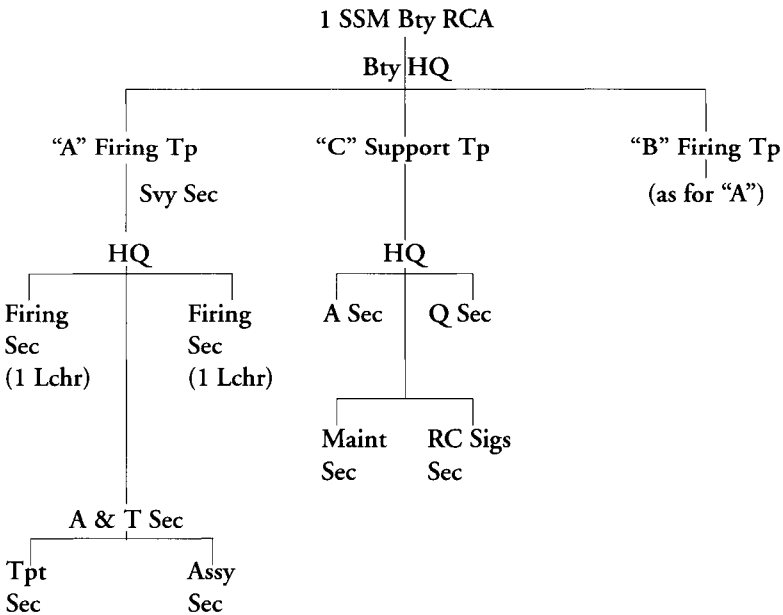 1 SSM Bty RCA
Bty HQ
“A” Firing Tp
“C” Support Tp
“B” Firing Tp
Svy Sec
(as for “A”)
HQ
HQ
Firing
Sec
(1 Lchr)
Firing
Sec
(1 Lchr)
A Sec
Q Sec
Maint
Sec
RC Sigs
Sec
A & T Sec
Tpt
Sec
Assy
Sec